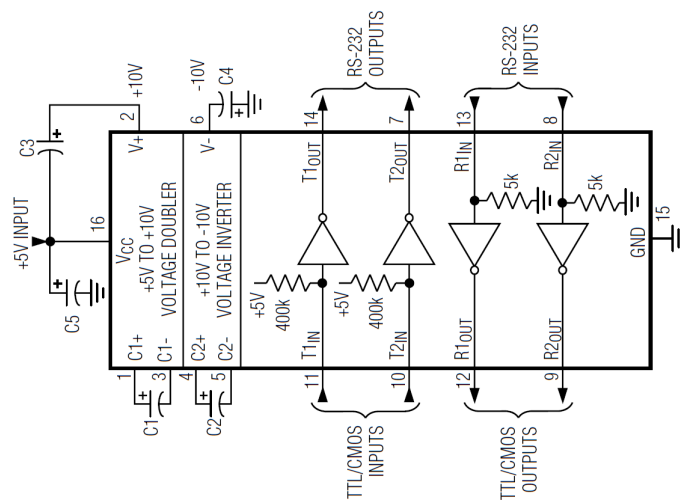 +5V INPUT
C3
C5
16
2
+10V
VCC
V+
+5V TO +10V
VOLTAGE DOUBLER
1
C1+
3
C1-
C1
4
C2+
5
C2-
C2
+10V TO -10V
VOLTAGE INVERTER
6
V-
-10V
C4
+5V
400k
11
T1IN
T1OUT
14
+5V
400k
10
T2IN
T2OUT
7
TTL/CMOS
INPUTS
RS-232
OUTPUTS
12
R1OUT
R1IN
13
5k
9
R2OUT
R2IN
8
5k
TTL/CMOS
OUTPUTS
RS-232
INPUTS
GND
15